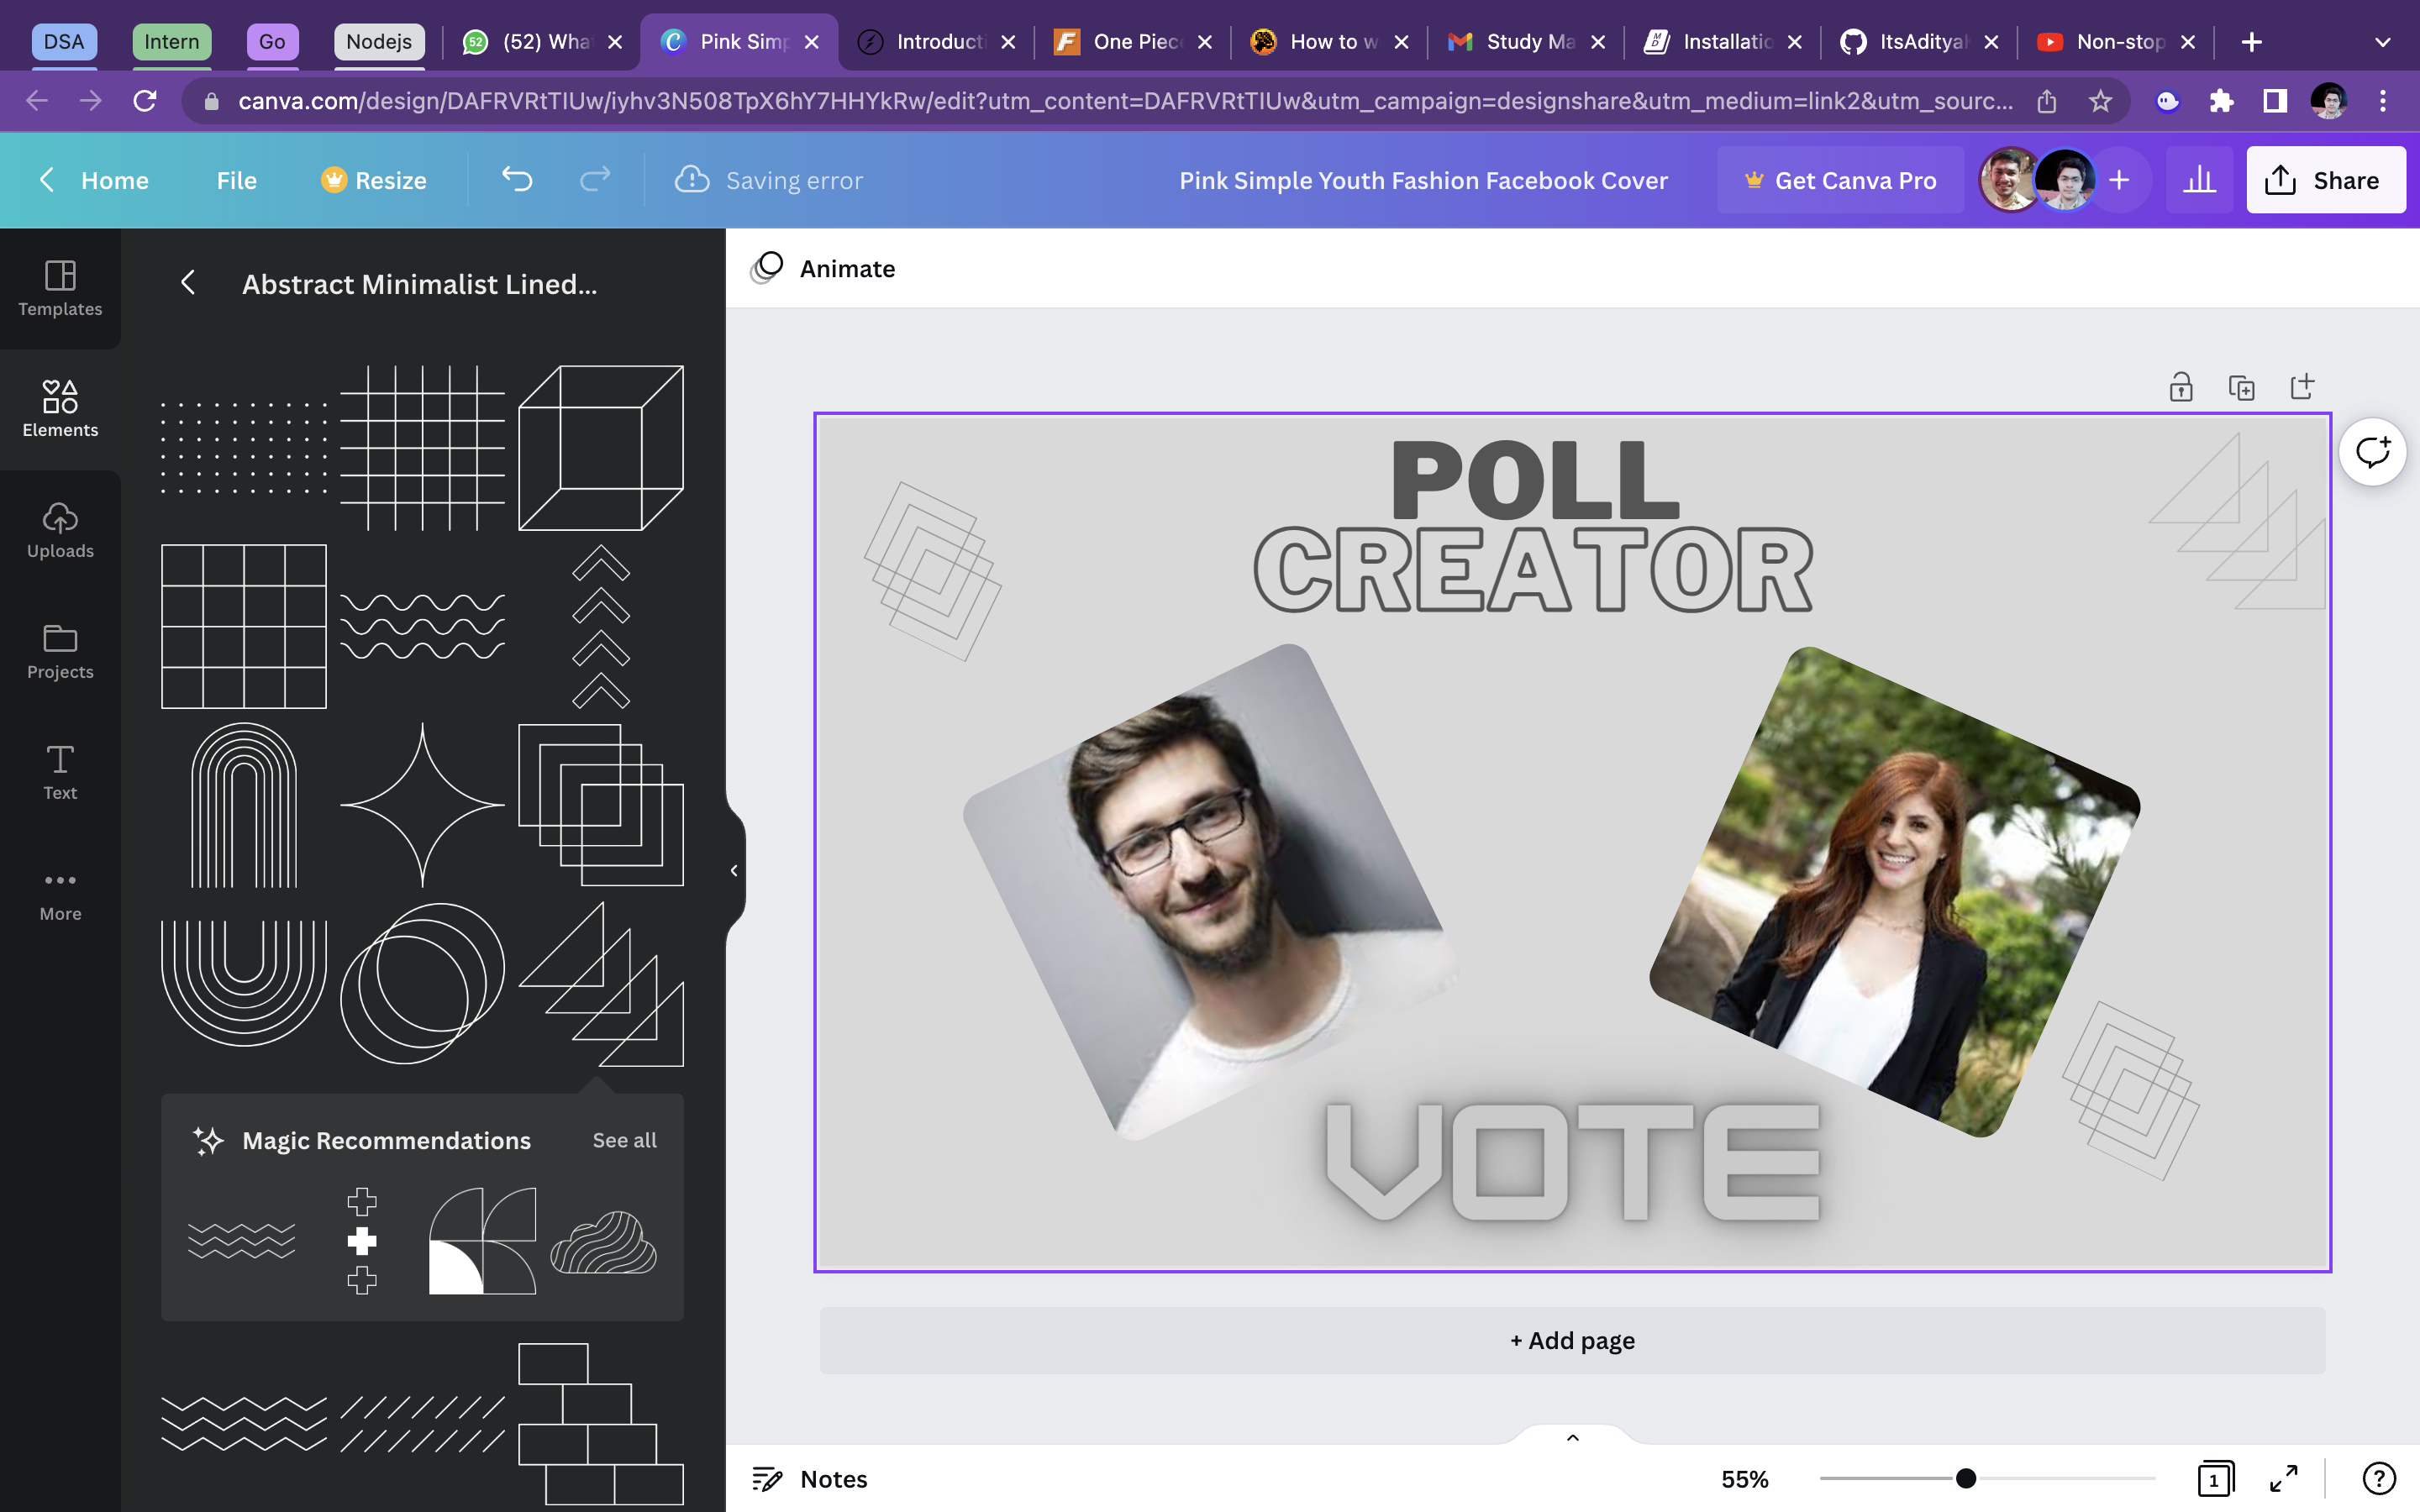 DSA
Intern
Go
Nodejs
(52) Wha
Pink Simp
Introducti
One Piec
How to w
Study Ma
Installatio
ItsAditya
Non-stop
canva.com/design/DAFRVRtTIUw/iyhv3N508TpX6hY7HHYkRw/edit?utm_content=DAFRVRtTIUw&utm_campaign=designshare&utm_medium=link2&utm_sourc...
Home
File
Resize
Saving error
Pink Simple Youth Fashion Facebook Cover
Get Canva Pro
Share
Templates
Elements
Uploads
Projects
Text
More
Abstract Minimalist Lined...
Magic Recommendations
See all
Animate
POLL
CREATOR
VOTE
+ Add page
Notes
55%
1